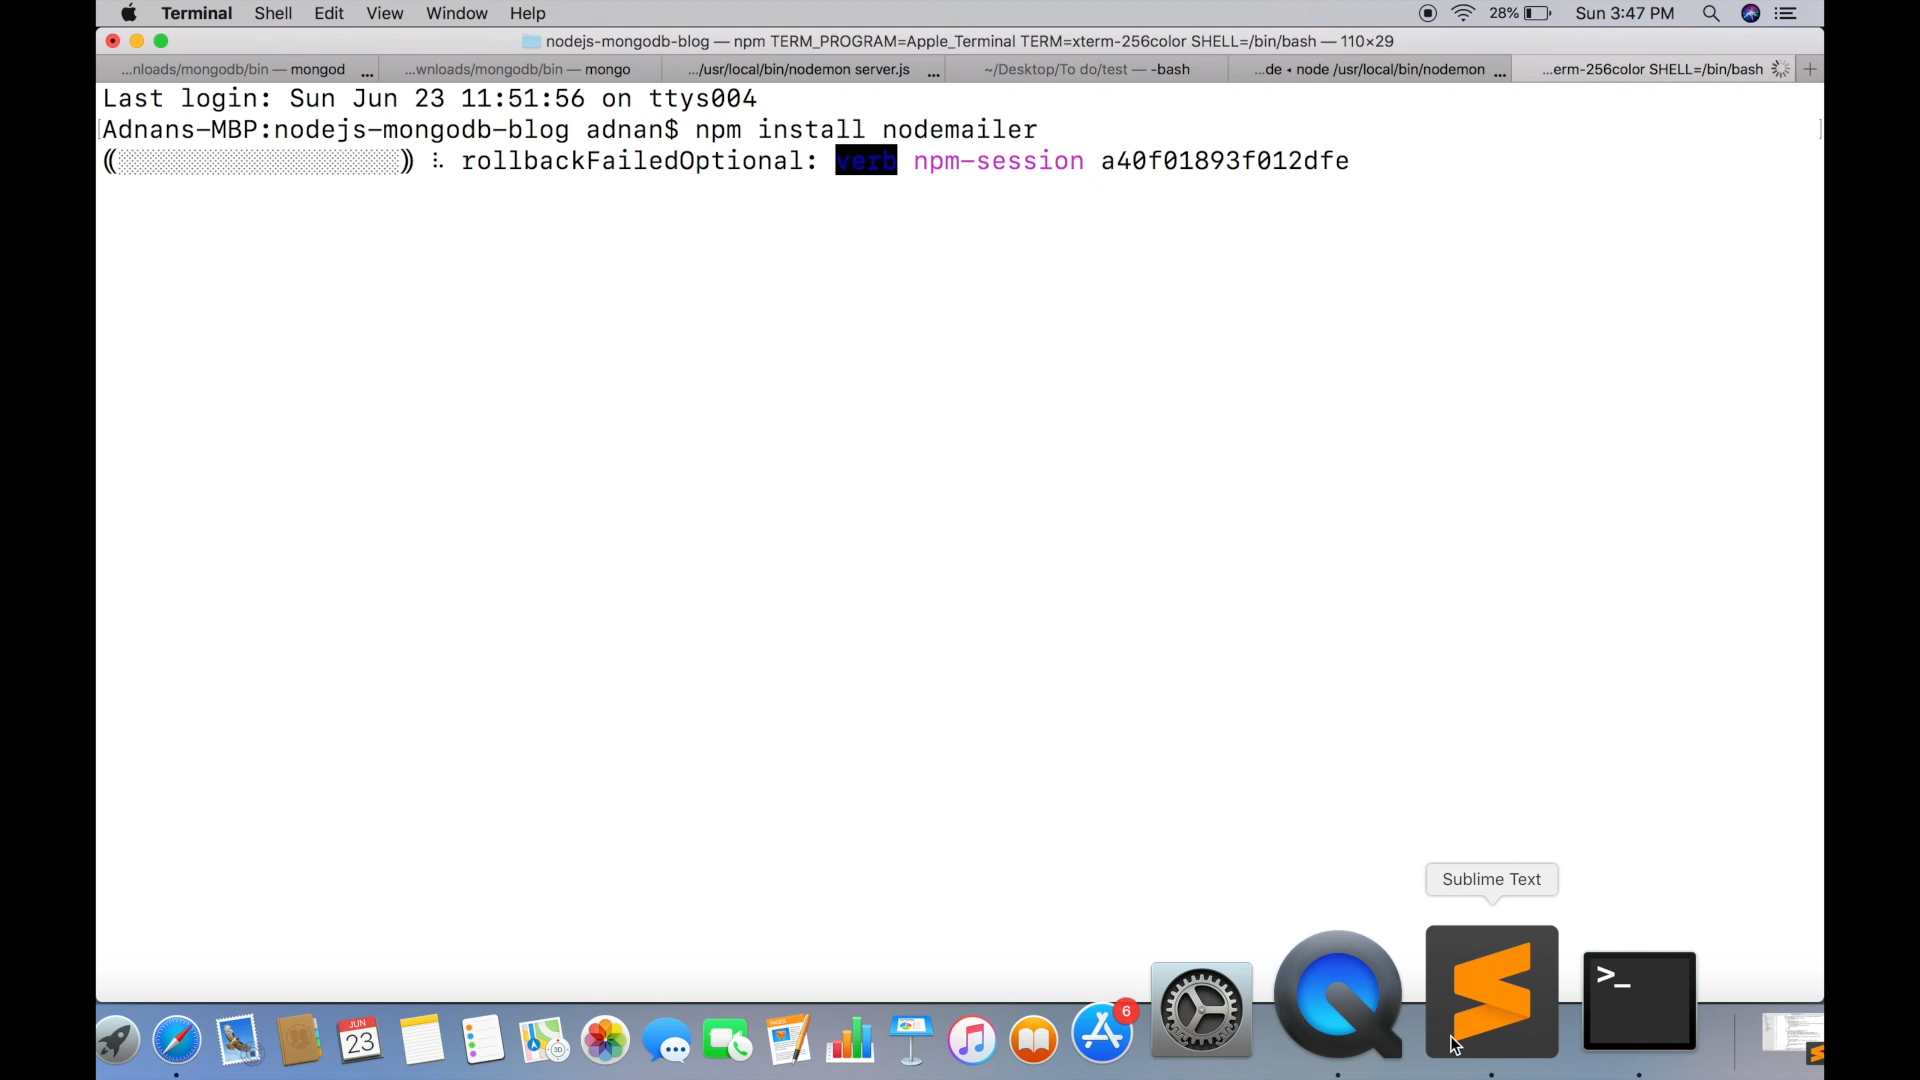 Terminal Shell Edit View Window Help 28% Sun 3:47 PM
nodejs-mongodb-blog — npm TERM_PROGRAM=Apple_Terminal TERM=xterm-256color SHELL=/bin/bash — 110×29
...nloads/mongodb/bin — mongod ... ...wnloads/mongodb/bin — mongo .../usr/local/bin/nodemon server.js ... ~/Desktop/To do/test — -bash ...de ◂ node /usr/local/bin/nodemon ... ...erm-256color SHELL=/bin/bash +
Last login: Sun Jun 23 11:51:56 on ttys004
Adnans-MBP:nodejs-mongodb-blog adnan$ npm install nodemailer
rollbackFailedOptional: verb npm-session a40f01893f012dfe
Sublime Text
>_
6
JUN
23
3D
PAGES